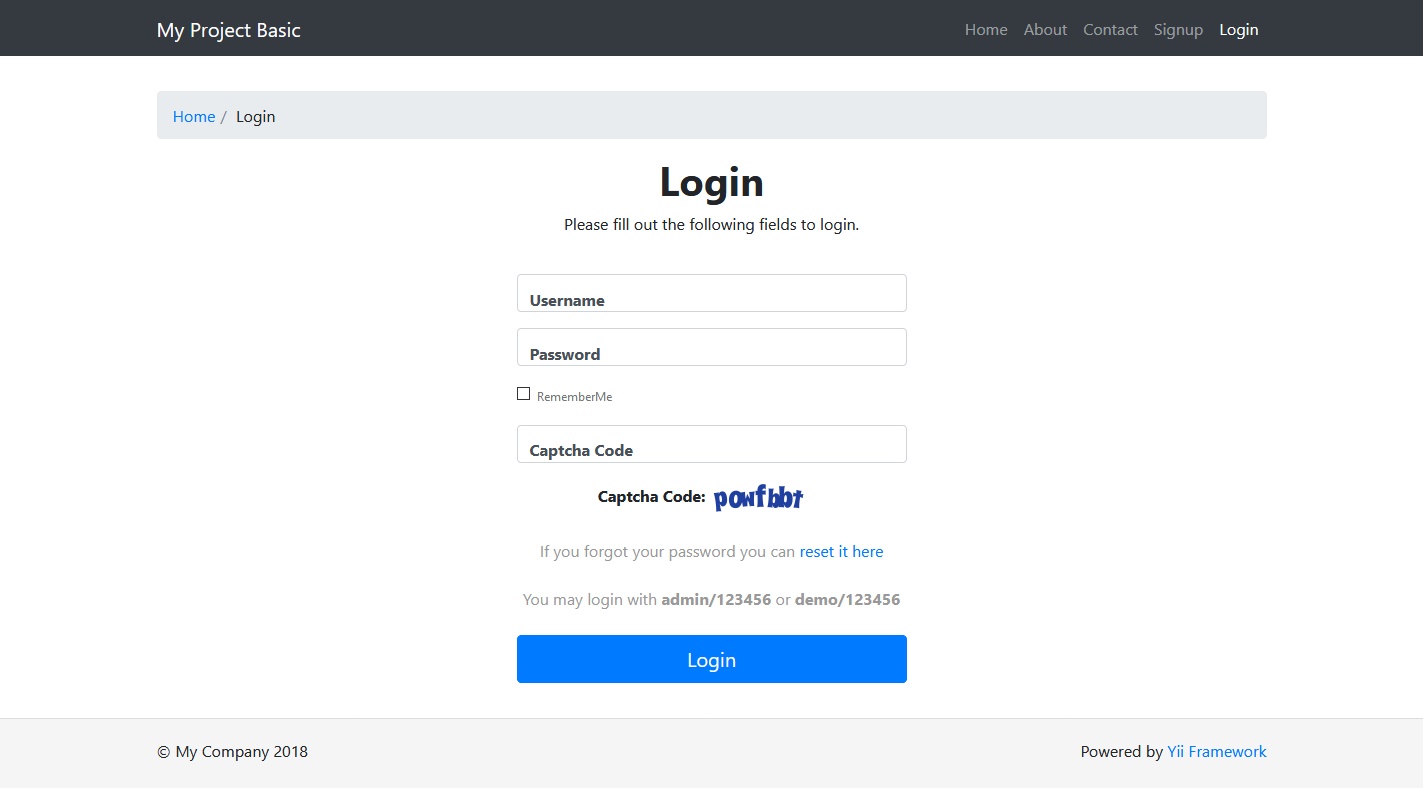 My Project Basic Home About Contact Signup Login
Home / Login
Login
Please fill out the following fields to login.
Username
Password
RememberMe
Captcha Code
Captcha Code: powfbbt
If you forgot your password you can reset it here
You may login with admin/123456 or demo/123456
Login
© My Company 2018 Powered by Yii Framework